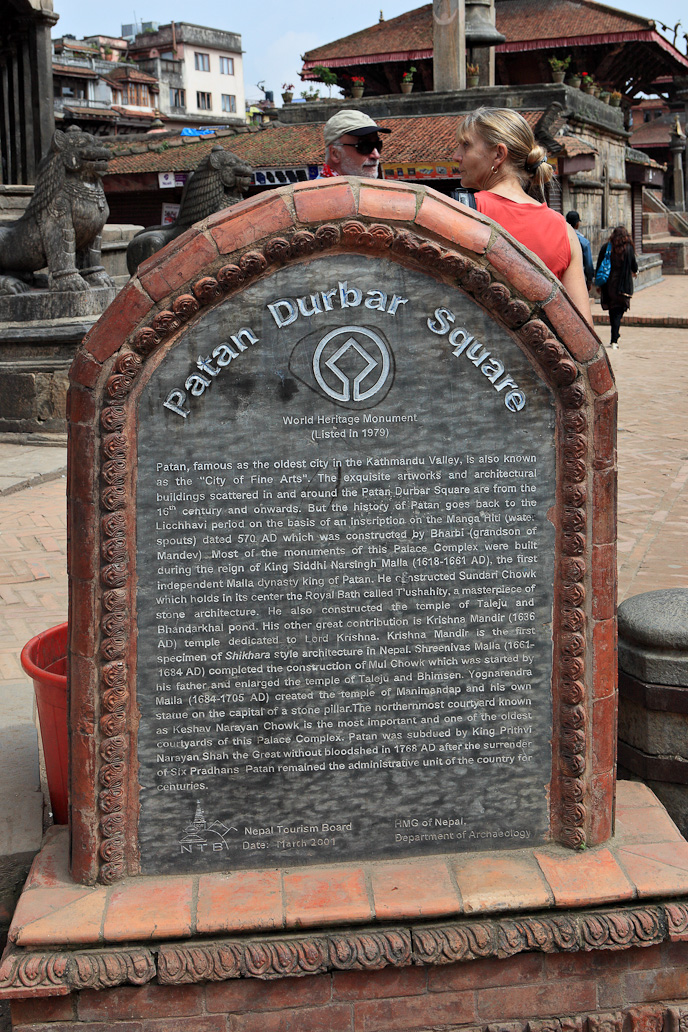 Patan Durbar Square
World Heritage Monument
(Listed in 1979)
Patan, famous as the oldest city in the Kathmandu Valley, is also known
as the "City of Fine Arts". The exquisite artworks and architectural
buildings scattered in and around the Patan Durbar Square are from the
16th century and onwards. But the history of Patan goes back to the
Licchhavi period on the basis of an Inscription on the Manga Hiti (water
spouts) dated 570 AD which was constructed by Bharbi (grandson of
Mandev). Most of the monuments of this Palace Complex were built
during the reign of King Siddhi Narsingh Malla (1618-1661 AD), the first
independent Malla dynasty king of Patan. He constructed Sundari Chowk
which holds in its center the Royal Bath called Tushahity, a masterpiece of
stone architecture. He also constructed the temple of Taleju and
Bhandarkhal pond. His other great contribution is Krishna Mandir (1636
AD) temple dedicated to Lord Krishna. Krishna Mandir is the first
specimen of Shikhara style architecture in Nepal. Shreenivas Malla (1661-
1684 AD) completed the construction of Mul Chowk which was started by
his father and enlarged the temple of Taleju and Bhimsen. Yognarendra
Malla (1684-1705 AD) created the temple of Manimandap and his own
statue on the capital of a stone pillar.The northernmost courtyard known
as Keshav Narayan Chowk is the most important and one of the oldest
courtyards of this Palace Complex. Patan was subdued by King Prithvi
Narayan Shah the Great without bloodshed in 1768 AD after the surrender
of Six Pradhans Patan remained the administrative unit of the country for
centuries.
NTB
Nepal Tourism Board
Date: March 2001
HMG of Nepal,
Department of Archaeology